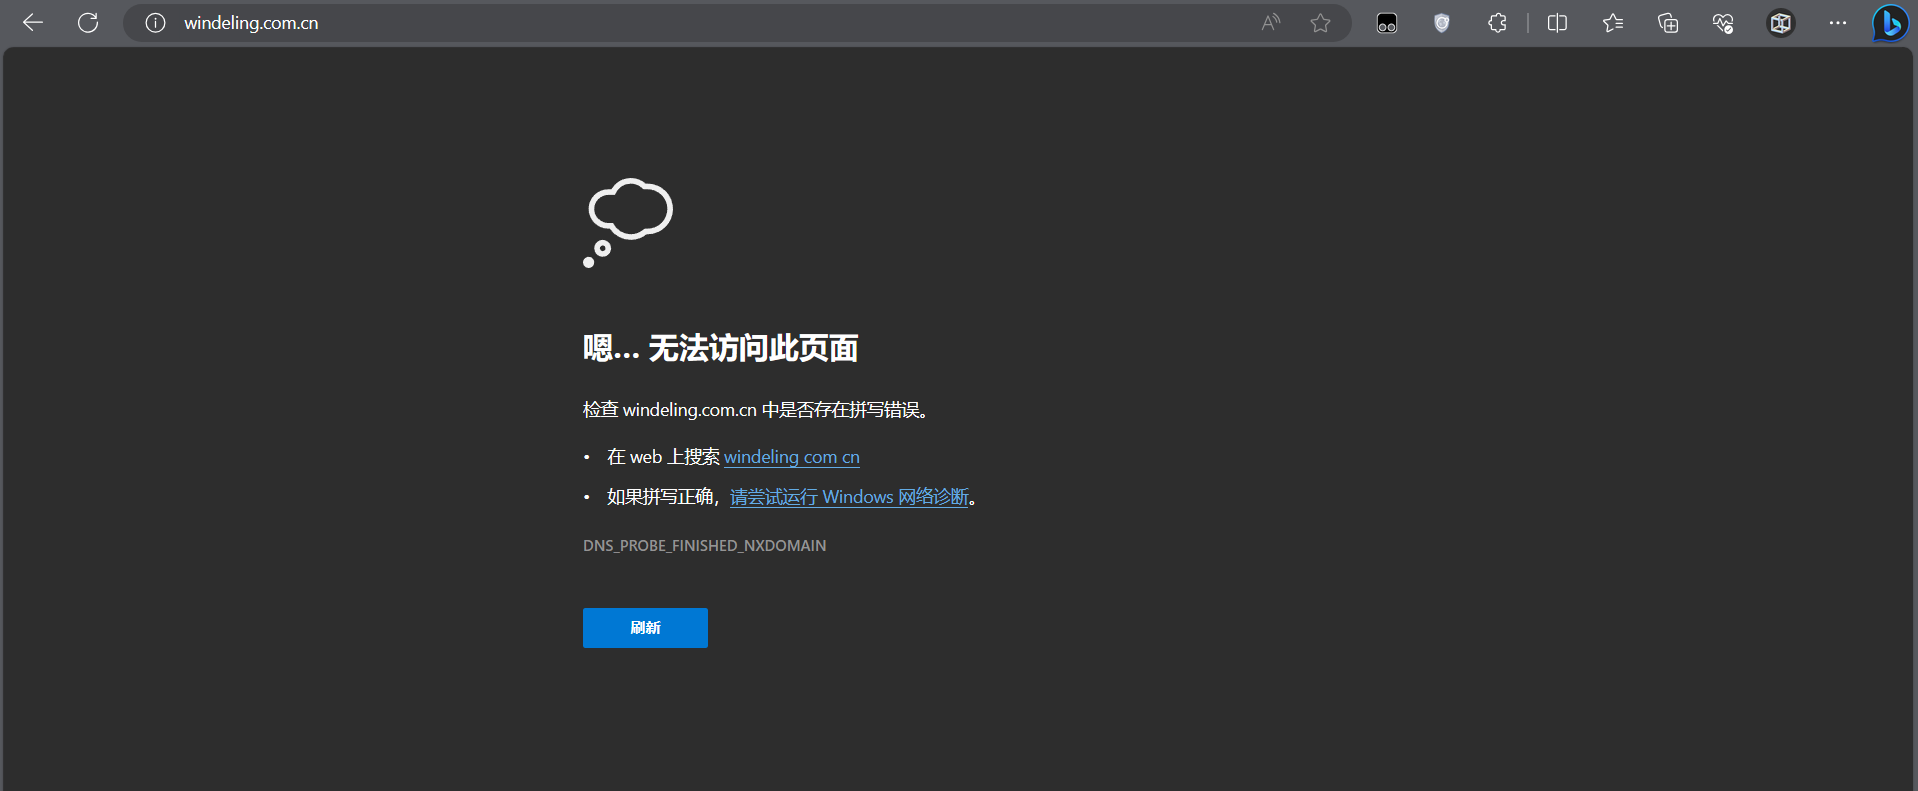 windeling.com.cn
嗯… 无法访问此页面
检查 windeling.com.cn 中是否存在拼写错误。
• 在 web 上搜索 windeling com cn
• 如果拼写正确，请尝试运行 Windows 网络诊断。
DNS_PROBE_FINISHED_NXDOMAIN
刷新